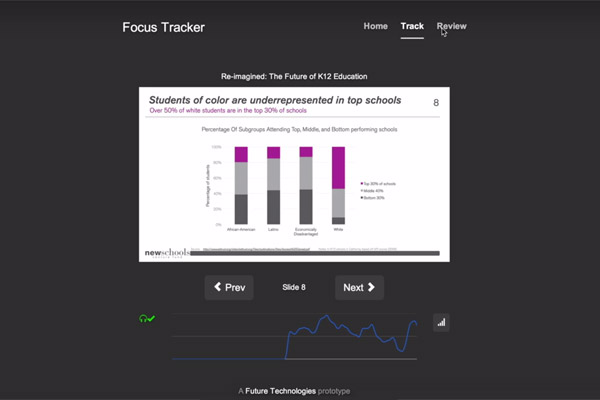 Focus Tracker
Home Track Review
Re-imagined: The Future of K12 Education
Students of color are underrepresented in top schools
8
Over 50% of white students are in the top 30% of schools
Percentage Of Subgroups Attending Top, Middle, and Bottom performing schools
Percentage of students
100%
80%
60%
40%
20%
0%
African-American Latino Economically Disadvantaged White
Top 30% of schools
Middle 40%
Bottom 30%
newschools
Prev
Slide 8
Next
A Future Technologies prototype